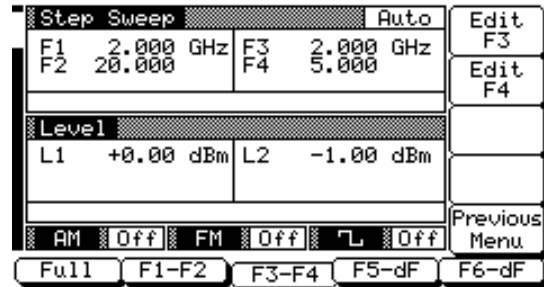 Step Sweep Auto
F1 2.000 GHz F3 2.000 GHz
F2 20.000 F4 5.000
Level
L1 +0.00 dBm L2 -1.00 dBm
AM Off FM Off Off
Edit
F3
Edit
F4
Previous
Menu
Full F1-F2 F3-F4 F5-dF F6-dF